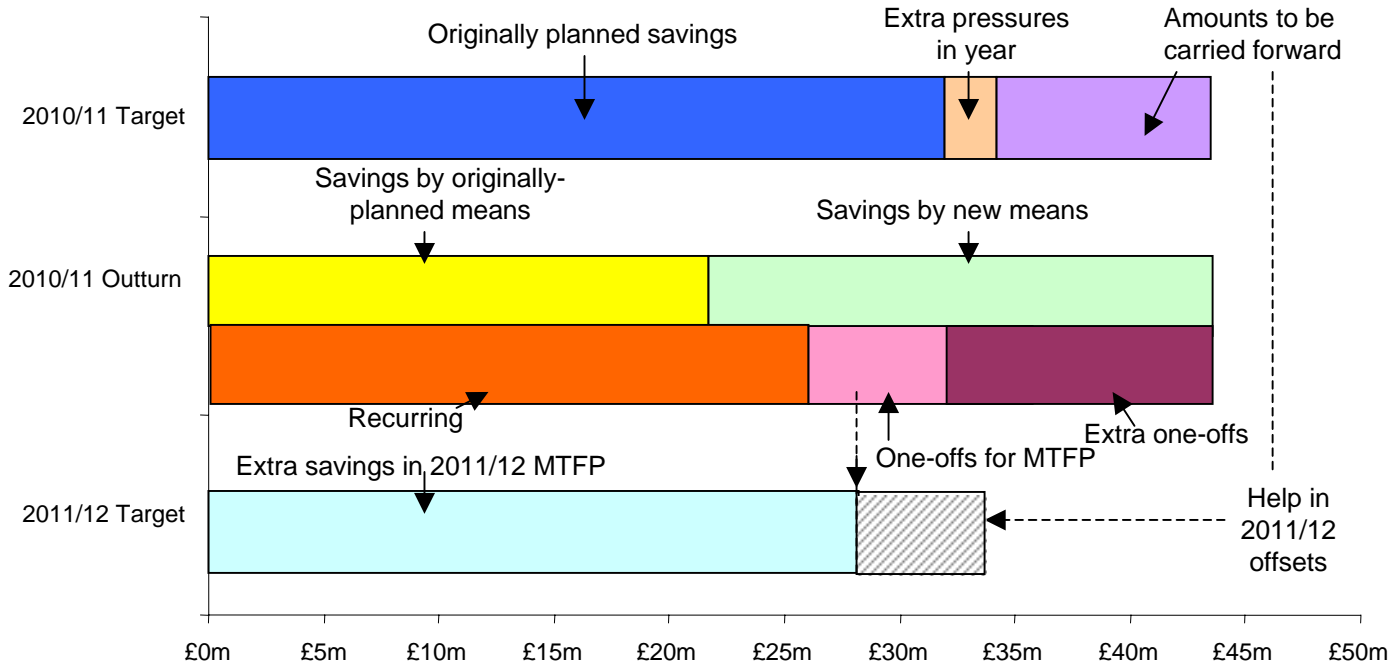 Originally planned savings
Extra pressures
in year
Amounts to be
carried forward
2010/11 Target
Savings by originally-
planned means
Savings by new means
2010/11 Outturn
Recurring
One-offs for MTFP
Extra one-offs
Extra savings in 2011/12 MTFP
2011/12 Target
Help in
2011/12
offsets
£0m £5m £10m £15m £20m £25m £30m £35m £40m £45m £50m